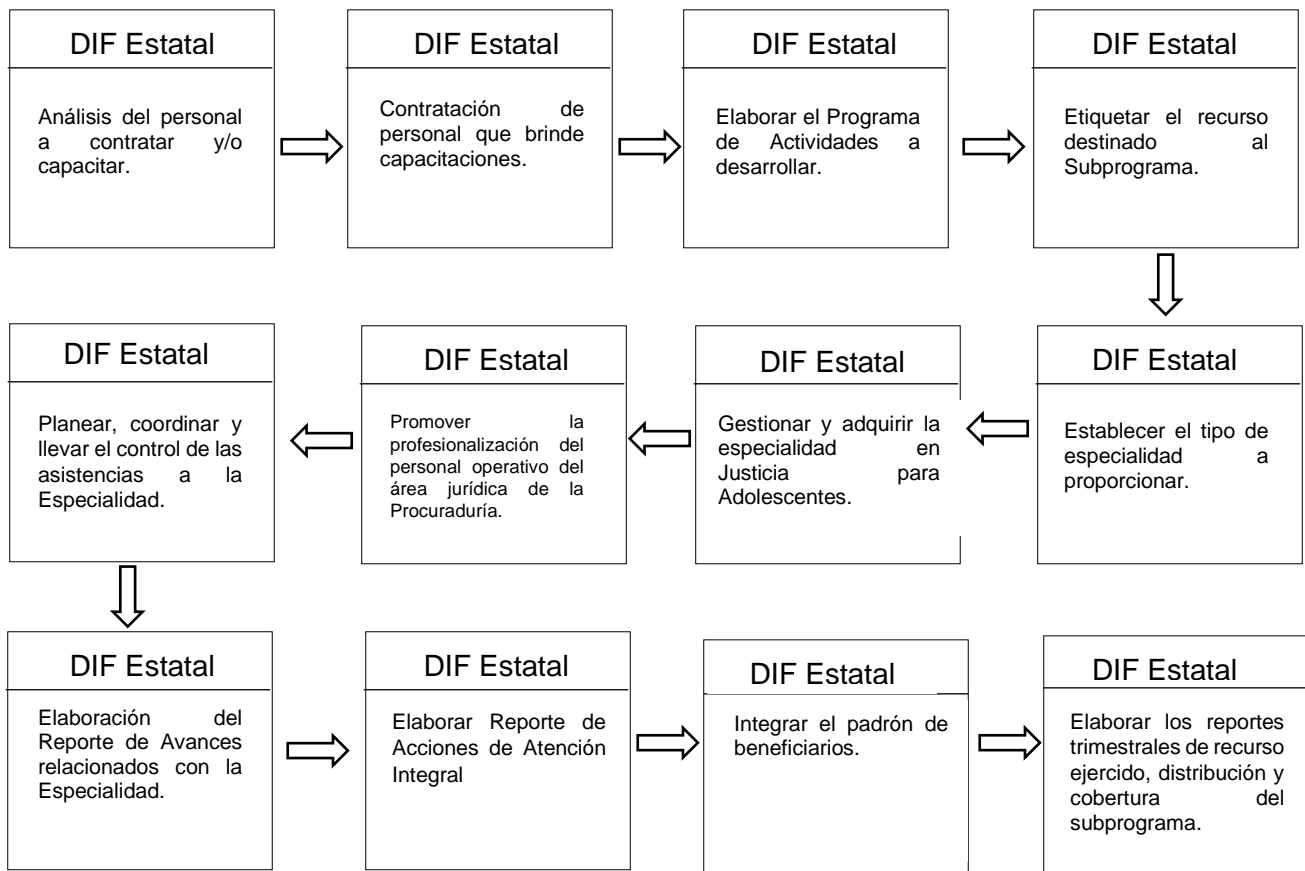 DIF Estatal
Análisis del personal
a contratar y/o
capacitar.
DIF Estatal
Contratación de
personal que brinde
capacitaciones.
DIF Estatal
Elaborar el Programa
de Actividades a
desarrollar.
DIF Estatal
Etiquetar el recurso
destinado al
Subprograma.
DIF Estatal
Establecer el tipo de
especialidad a
proporcionar.
DIF Estatal
Gestionar y adquirir la
especialidad en
Justicia para
Adolescentes.
DIF Estatal
Promover la
profesionalización del
personal operativo del
área jurídica de la
Procuraduría.
DIF Estatal
Planear, coordinar y
llevar el control de las
asistencias a la
Especialidad.
DIF Estatal
Elaboración del
Reporte de Avances
relacionados con la
Especialidad.
DIF Estatal
Elaborar Reporte de
Acciones de Atención
Integral
DIF Estatal
Integrar el padrón de
beneficiarios.
DIF Estatal
Elaborar los reportes
trimestrales de recurso
ejercido, distribución y
cobertura del
subprograma.